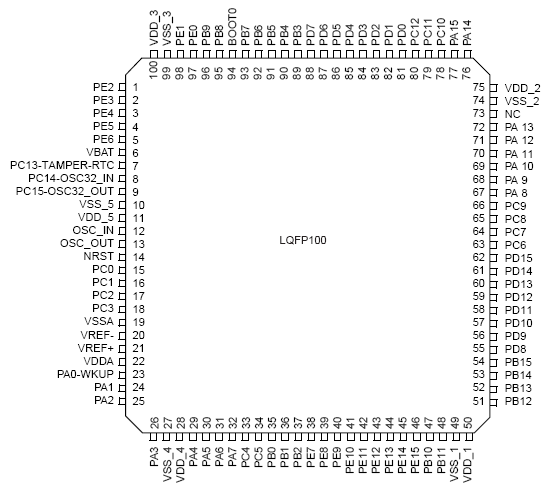 VDD_3 VSS_3 PE1 PE0 PB9 PB8 BOOT0 PB7 PB6 PB5 PB4 PB3 PD7 PD6 PD5 PD4 PD3 PD2 PD1 PD0 PC12 PC11 PC10 PA15 PA14
100 99 98 97 96 95 94 93 92 91 90 89 88 87 86 85 84 83 82 81 80 79 78 77 76
PE2 1
PE3 2
PE4 3
PE5 4
PE6 5
VBAT 6
PC13-TAMPER-RTC 7
PC14-OSC32_IN 8
PC15-OSC32_OUT 9
VSS_5 10
VDD_5 11
OSC_IN 12
OSC_OUT 13
NRST 14
PC0 15
PC1 16
PC2 17
PC3 18
VSSA 19
VREF- 20
VREF+ 21
VDDA 22
PA0-WKUP 23
PA1 24
PA2 25
LQFP100
75 VDD_2
74 VSS_2
73 NC
72 PA 13
71 PA 12
70 PA 11
69 PA 10
68 PA 9
67 PA 8
66 PC9
65 PC8
64 PC7
63 PC6
62 PD15
61 PD14
60 PD13
59 PD12
58 PD11
57 PD10
56 PD9
55 PD8
54 PB15
53 PB14
52 PB13
51 PB12
26 27 28 29 30 31 32 33 34 35 36 37 38 39 40 41 42 43 44 45 46 47 48 49 50
PA3 VSS_4 VDD_4 PA4 PA5 PA6 PA7 PC4 PC5 PB0 PB1 PB2 PE7 PE8 PE9 PE10 PE11 PE12 PE13 PE14 PE15 PB10 PB11 VSS_1 VDD_1